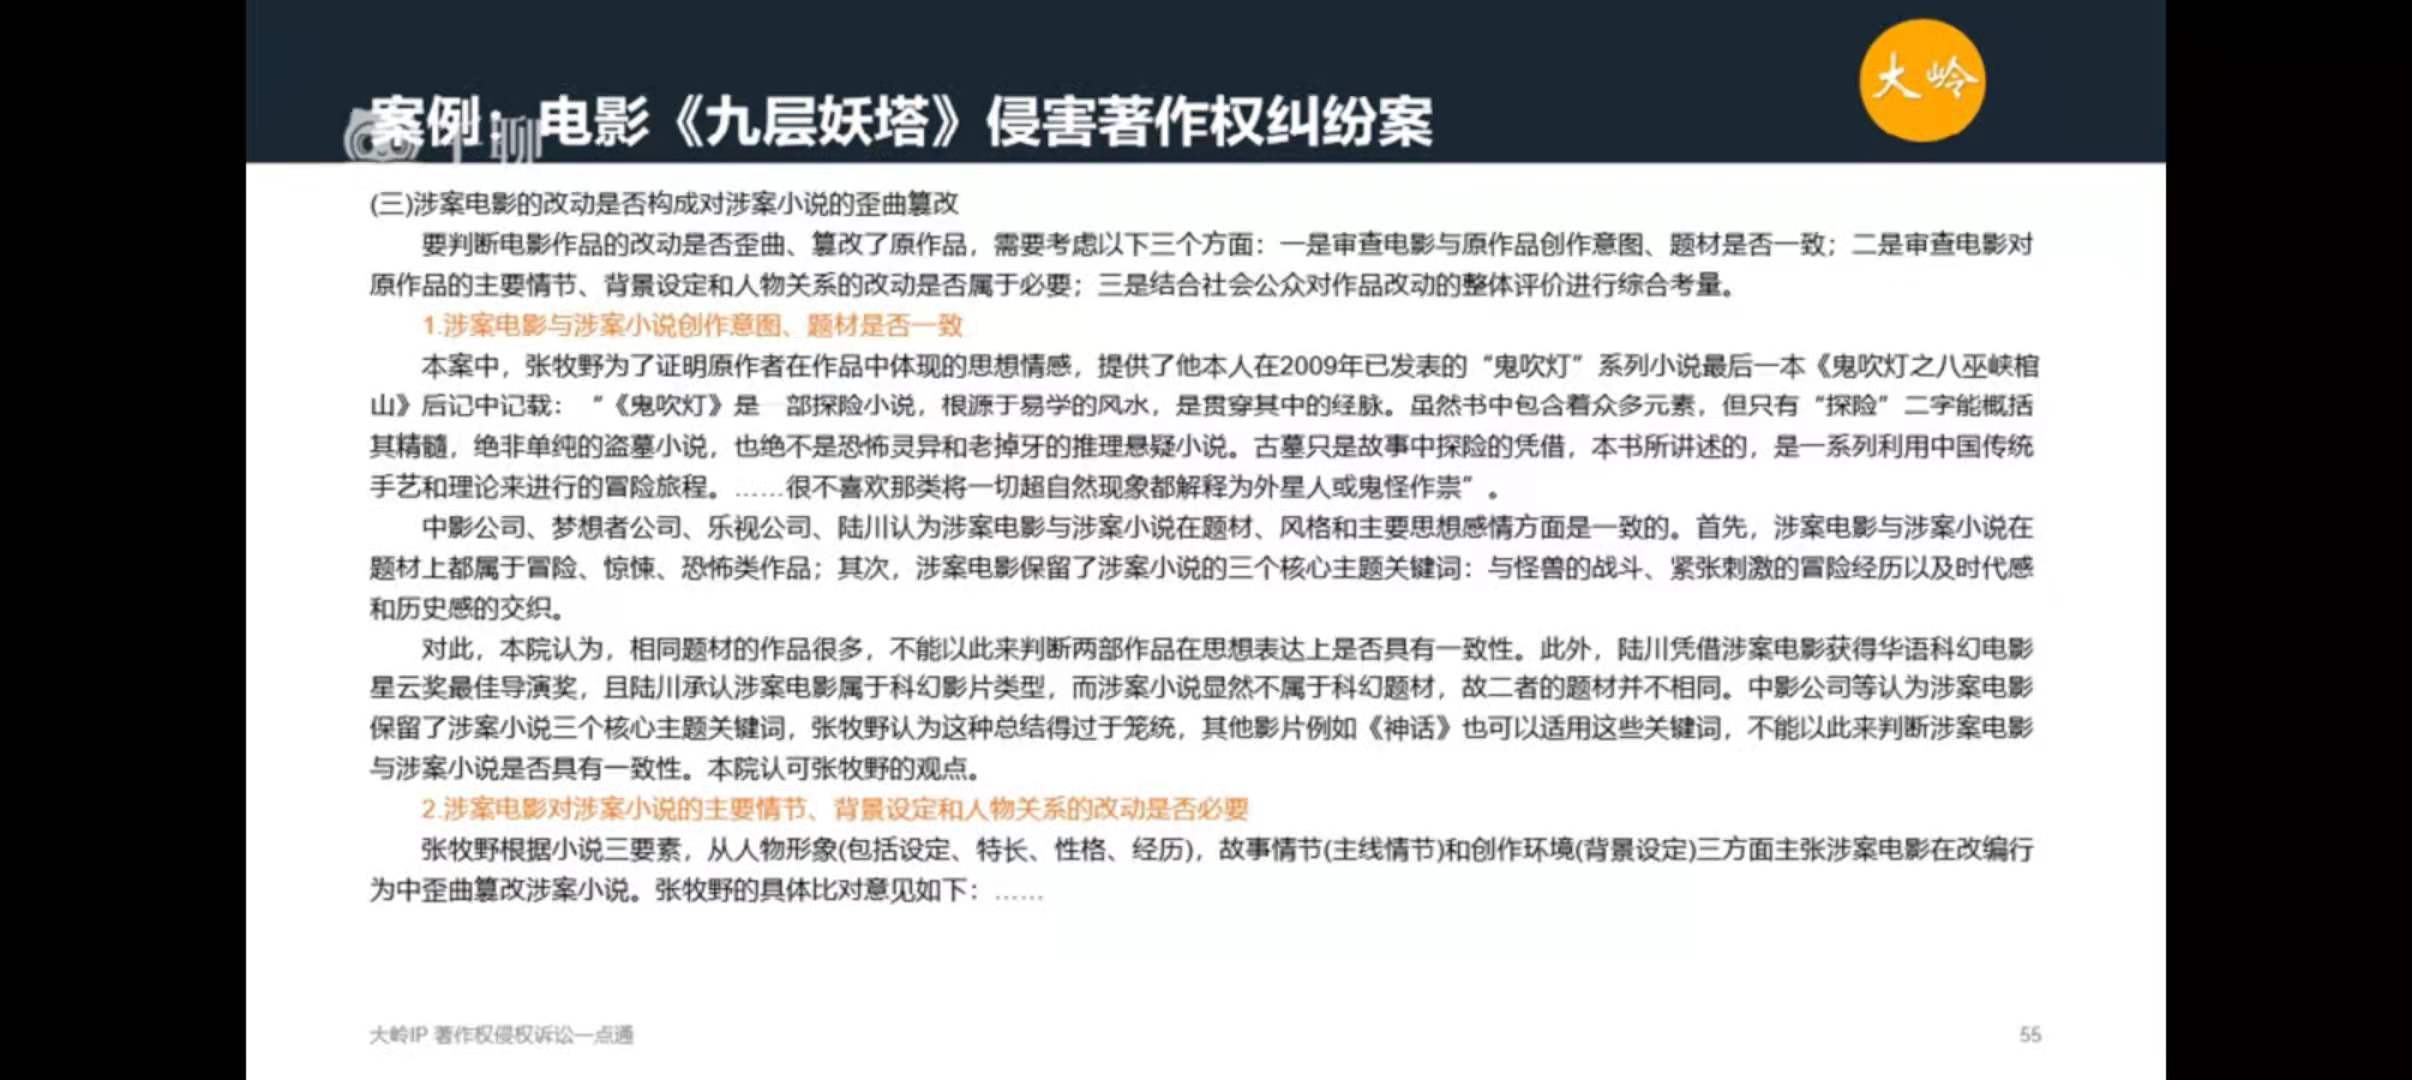 大岭
案例：电影《九层妖塔》侵害著作权纠纷案
(三)涉案电影的改动是否构成对涉案小说的歪曲篡改
要判断电影作品的改动是否歪曲、篡改了原作品，需要考虑以下三个方面：一是审查电影与原作品创作意图、题材是否一致；二是审查电影对
原作品的主要情节、背景设定和人物关系的改动是否属于必要；三是结合社会公众对作品改动的整体评价进行综合考量。
1.涉案电影与涉案小说创作意图、题材是否一致
本案中，张牧野为了证明原作者在作品中体现的思想情感，提供了他本人在2009年已发表的“鬼吹灯”系列小说最后一本《鬼吹灯之八巫峡棺
山》后记中记载：“《鬼吹灯》是一部探险小说，根源于易学的风水，是贯穿其中的经脉。虽然书中包含着众多元素，但只有“探险”二字能概括
其精髓，绝非单纯的盗墓小说，也绝不是恐怖灵异和老掉牙的推理悬疑小说。古墓只是故事中探险的凭借，本书所讲述的，是一系列利用中国传统
手艺和理论来进行的冒险旅程。……很不喜欢那类将一切超自然现象都解释为外星人或鬼怪作祟”。
中影公司、梦想者公司、乐视公司、陆川认为涉案电影与涉案小说在题材、风格和主要思想感情方面是一致的。首先，涉案电影与涉案小说在
题材上都属于冒险、惊悚、恐怖类作品；其次，涉案电影保留了涉案小说的三个核心主题关键词：与怪兽的战斗、紧张刺激的冒险经历以及时代感
和历史感的交织。
对此，本院认为，相同题材的作品很多，不能以此来判断两部作品在思想表达上是否具有一致性。此外，陆川凭借涉案电影获得华语科幻电影
星云奖最佳导演奖，且陆川承认涉案电影属于科幻影片类型，而涉案小说显然不属于科幻题材，故二者的题材并不相同。中影公司等认为涉案电影
保留了涉案小说三个核心主题关键词，张牧野认为这种总结得过于笼统，其他影片例如《神话》也可以适用这些关键词，不能以此来判断涉案电影
与涉案小说是否具有一致性。本院认可张牧野的观点。
2.涉案电影对涉案小说的主要情节、背景设定和人物关系的改动是否必要
张牧野根据小说三要素，从人物形象(包括设定、特长、性格、经历)，故事情节(主线情节)和创作环境(背景设定)三方面主张涉案电影在改编行
为中歪曲篡改涉案小说。张牧野的具体比对意见如下：……
大岭IP 著作权侵权诉讼一点通
55